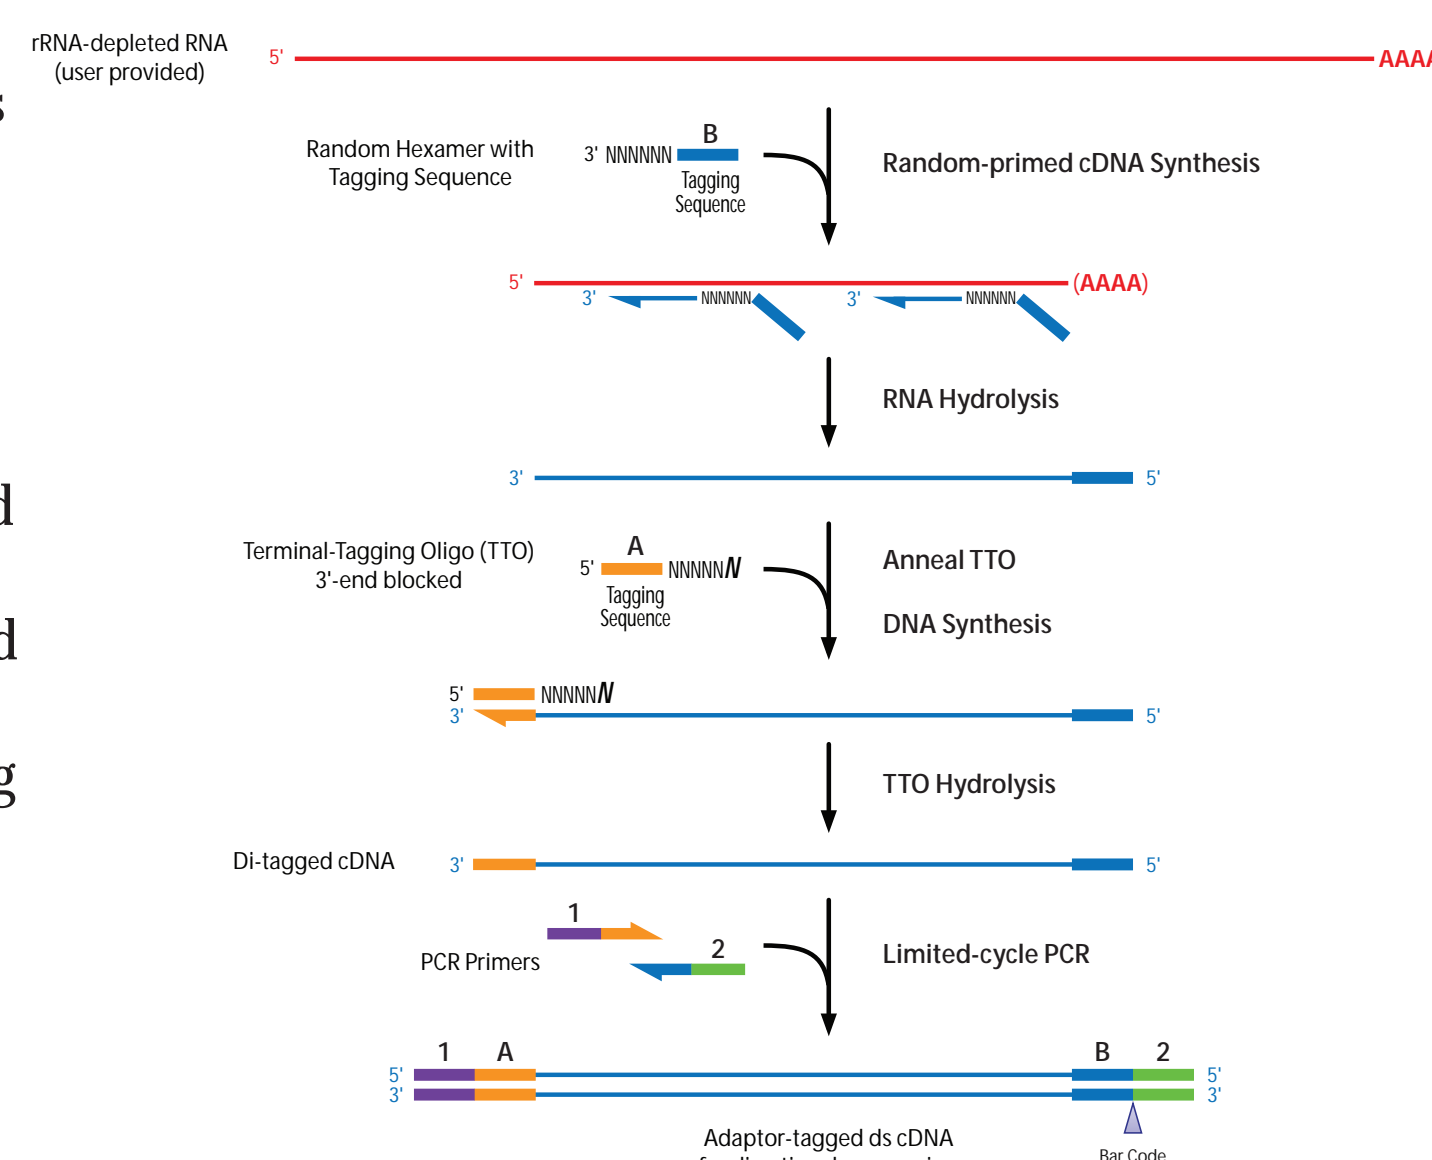 rRNA-depleted RNA
(user provided)
5'
AAAA
s
Random Hexamer with
Tagging Sequence
3' NNNNNN
B
Tagging
Sequence
Random-primed cDNA Synthesis
5'
(AAAA)
3'
NNNNNN
3'
NNNNNN
RNA Hydrolysis
3'
5'
d
Terminal-Tagging Oligo (TTO)
3'-end blocked
A
5'
NNNNNN
Tagging
Sequence
Anneal TTO
DNA Synthesis
d
5'
NNNNNN
3'
5'
g
TTO Hydrolysis
Di-tagged cDNA
3'
5'
1
2
PCR Primers
Limited-cycle PCR
1
A
B
2
5'
5'
3'
3'
Adaptor-tagged ds cDNA
Bar Code